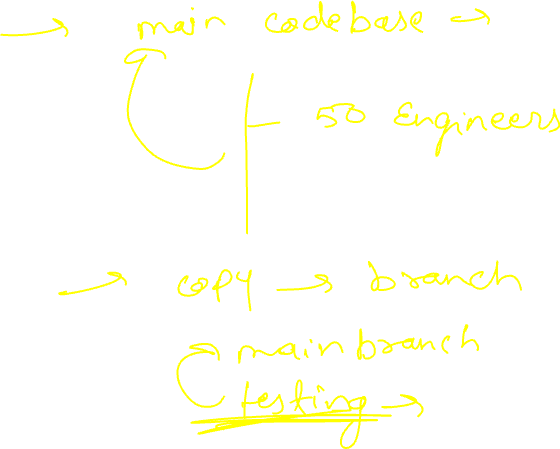 → main codebase →
50 Engineers
→ copy → branch
main branch
testing →